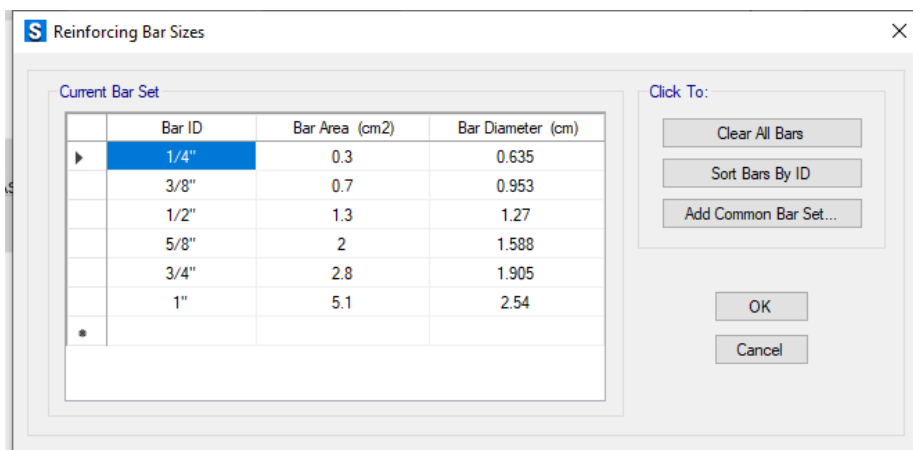 S Reinforcing Bar Sizes
Current Bar Set
Bar ID Bar Area (cm2) Bar Diameter (cm)
1/4" 0.3 0.635
3/8" 0.7 0.953
1/2" 1.3 1.27
5/8" 2 1.588
3/4" 2.8 1.905
1" 5.1 2.54
*
Click To:
Clear All Bars
Sort Bars By ID
Add Common Bar Set...
OK
Cancel